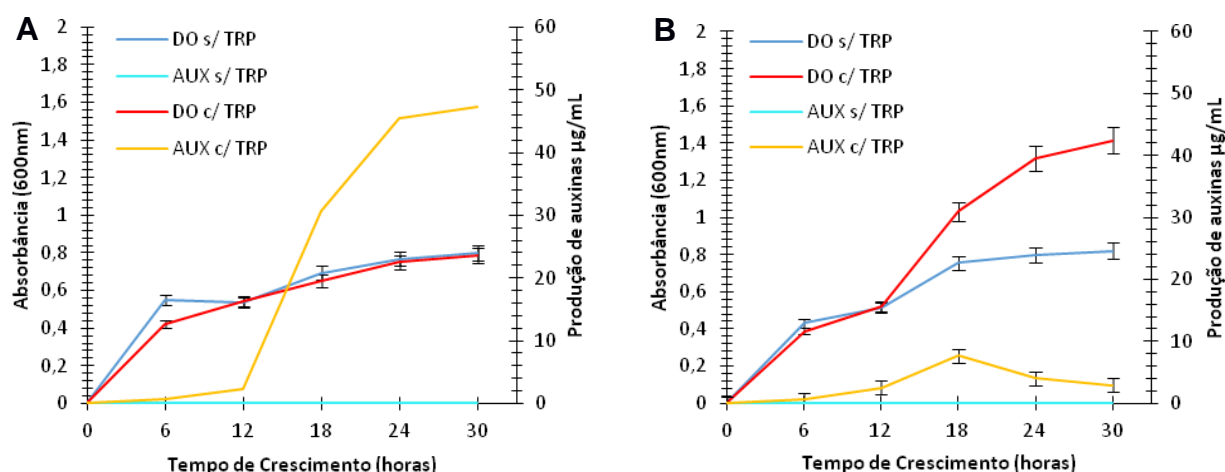 A
DO s/ TRP
AUX s/ TRP
DO c/ TRP
AUX c/ TRP
Absorbância (600nm)
2
1,8
1,6
1,4
1,2
1
0,8
0,6
0,4
0,2
0
60
50
40
30
20
10
0
Produção de auxinas µg/mL
0 6 12 18 24 30
Tempo de Crescimento (horas)
B
DO s/ TRP
DO c/ TRP
AUX s/ TRP
AUX c/ TRP
Absorbância (600nm)
2
1,8
1,6
1,4
1,2
1
0,8
0,6
0,4
0,2
0
60
50
40
30
20
10
0
Produção de auxinas µg/mL
0 6 12 18 24 30
Tempo de Crescimento (horas)